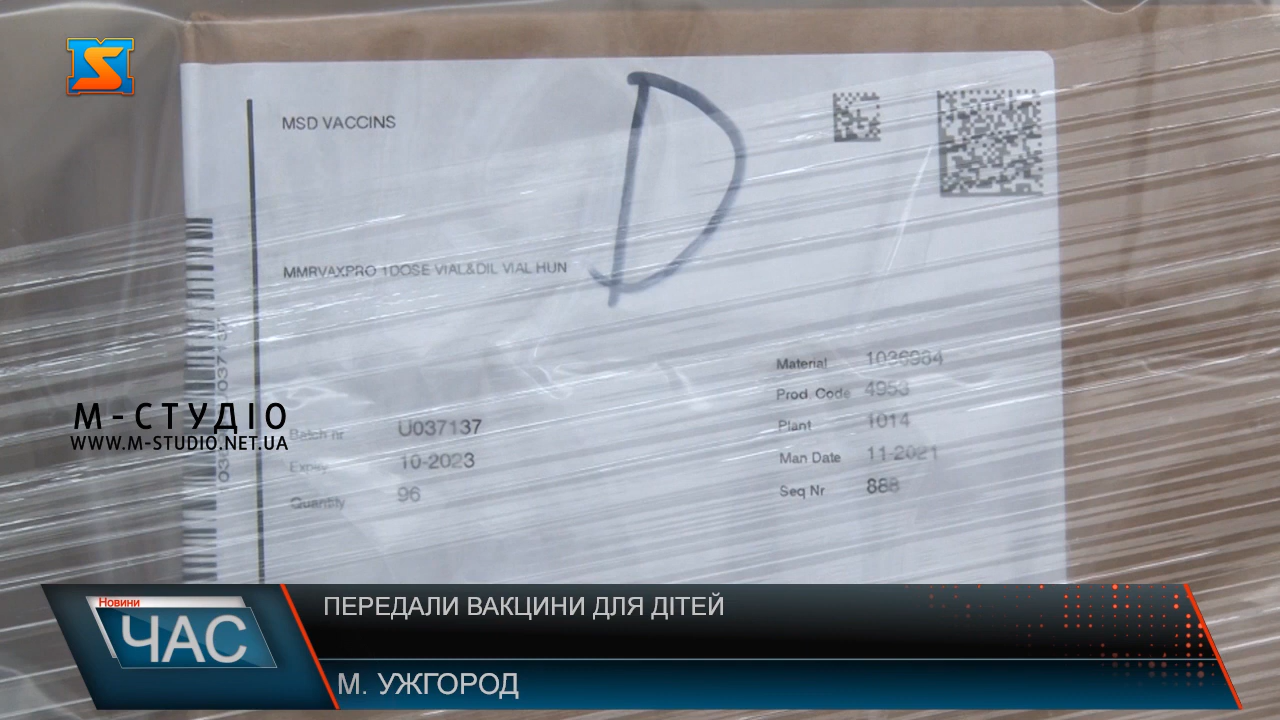 MSD VACCINS
D
MMRVAXPRO 1DOSE VIAL&DIL VIAL HUN
Material 1036984
Prod. Code 4953
Plant 1014
Man Date 11-2021
Seq Nr 888
Batch nr U037137
Expiry 10-2023
Quantity 96
М-СТУДІО
WWW.M-STUDIO.NET.UA
Новини
ЧАС
ПЕРЕДАЛИ ВАКЦИНИ ДЛЯ ДІТЕЙ
М. УЖГОРОД